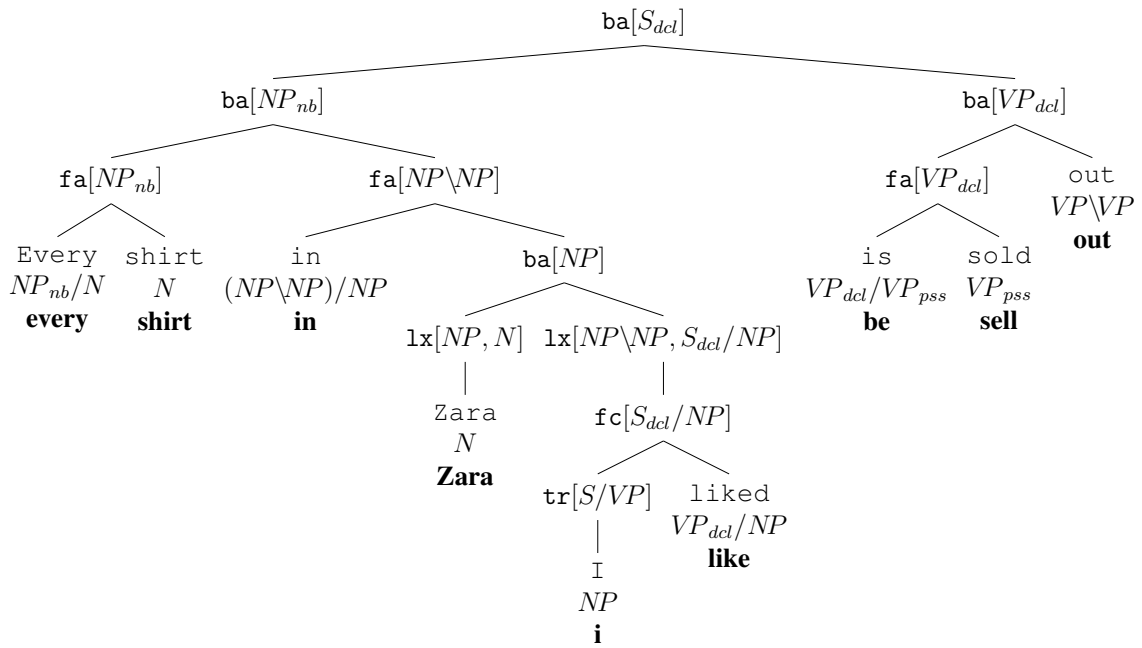 ba[S_dcl]
ba[NP_nb] ba[VP_dcl]
fa[NP_nb] fa[NP\NP] fa[VP_dcl] out
VP\VP
out
Every shirt in ba[NP] is sold
NP_nb/N N (NP\NP)/NP VP_dcl/VP_pss VP_pss
every shirt in be sell
lx[NP, N] lx[NP\NP, S_dcl/NP]
Zara fc[S_dcl/NP]
N
Zara
tr[S/VP] liked
VP_dcl/NP
like
I
NP
i